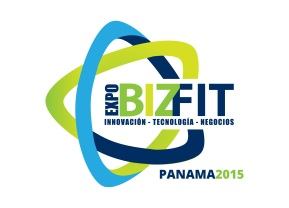 EXPO
BIZFIT
INNOVACIÓN - TECNOLOGÍA - NEGOCIOS
PANAMA2015